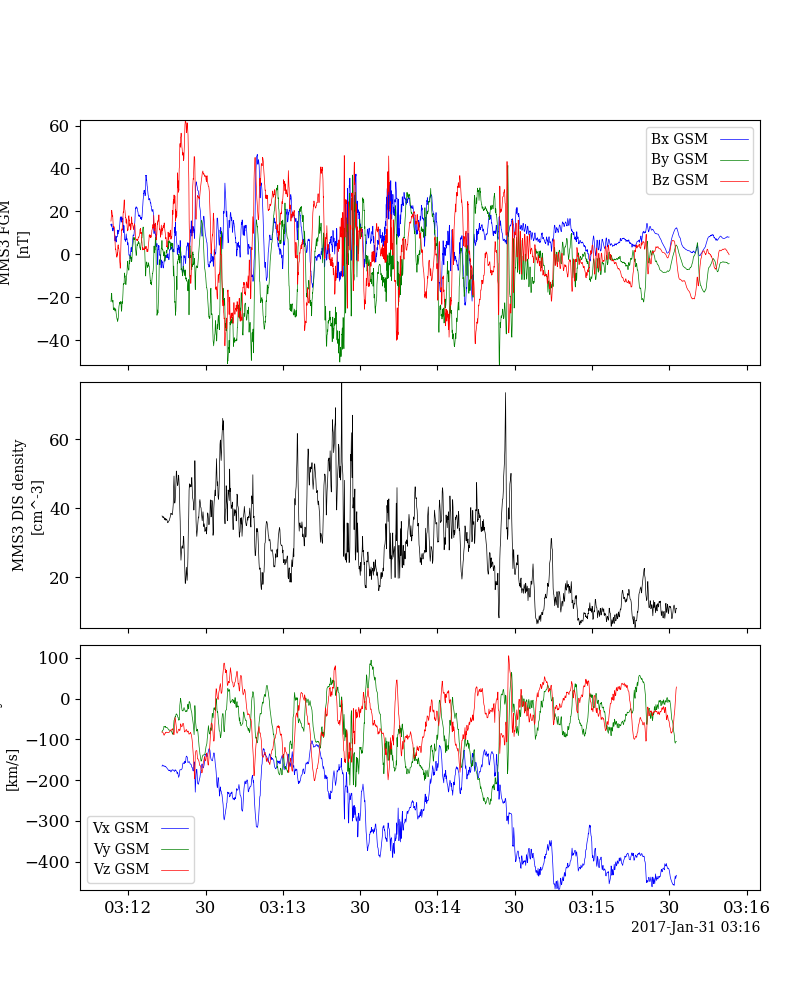 60
40
20
0
−20
−40
MMS3 FGM
[nT]
Bx GSM
By GSM
Bz GSM
60
40
20
MMS3 DIS density
[cm^-3]
100
0
−100
−200
−300
−400
[km/s]
Vx GSM
Vy GSM
Vz GSM
03:12 30 03:13 30 03:14 30 03:15 30 03:16
2017-Jan-31 03:16